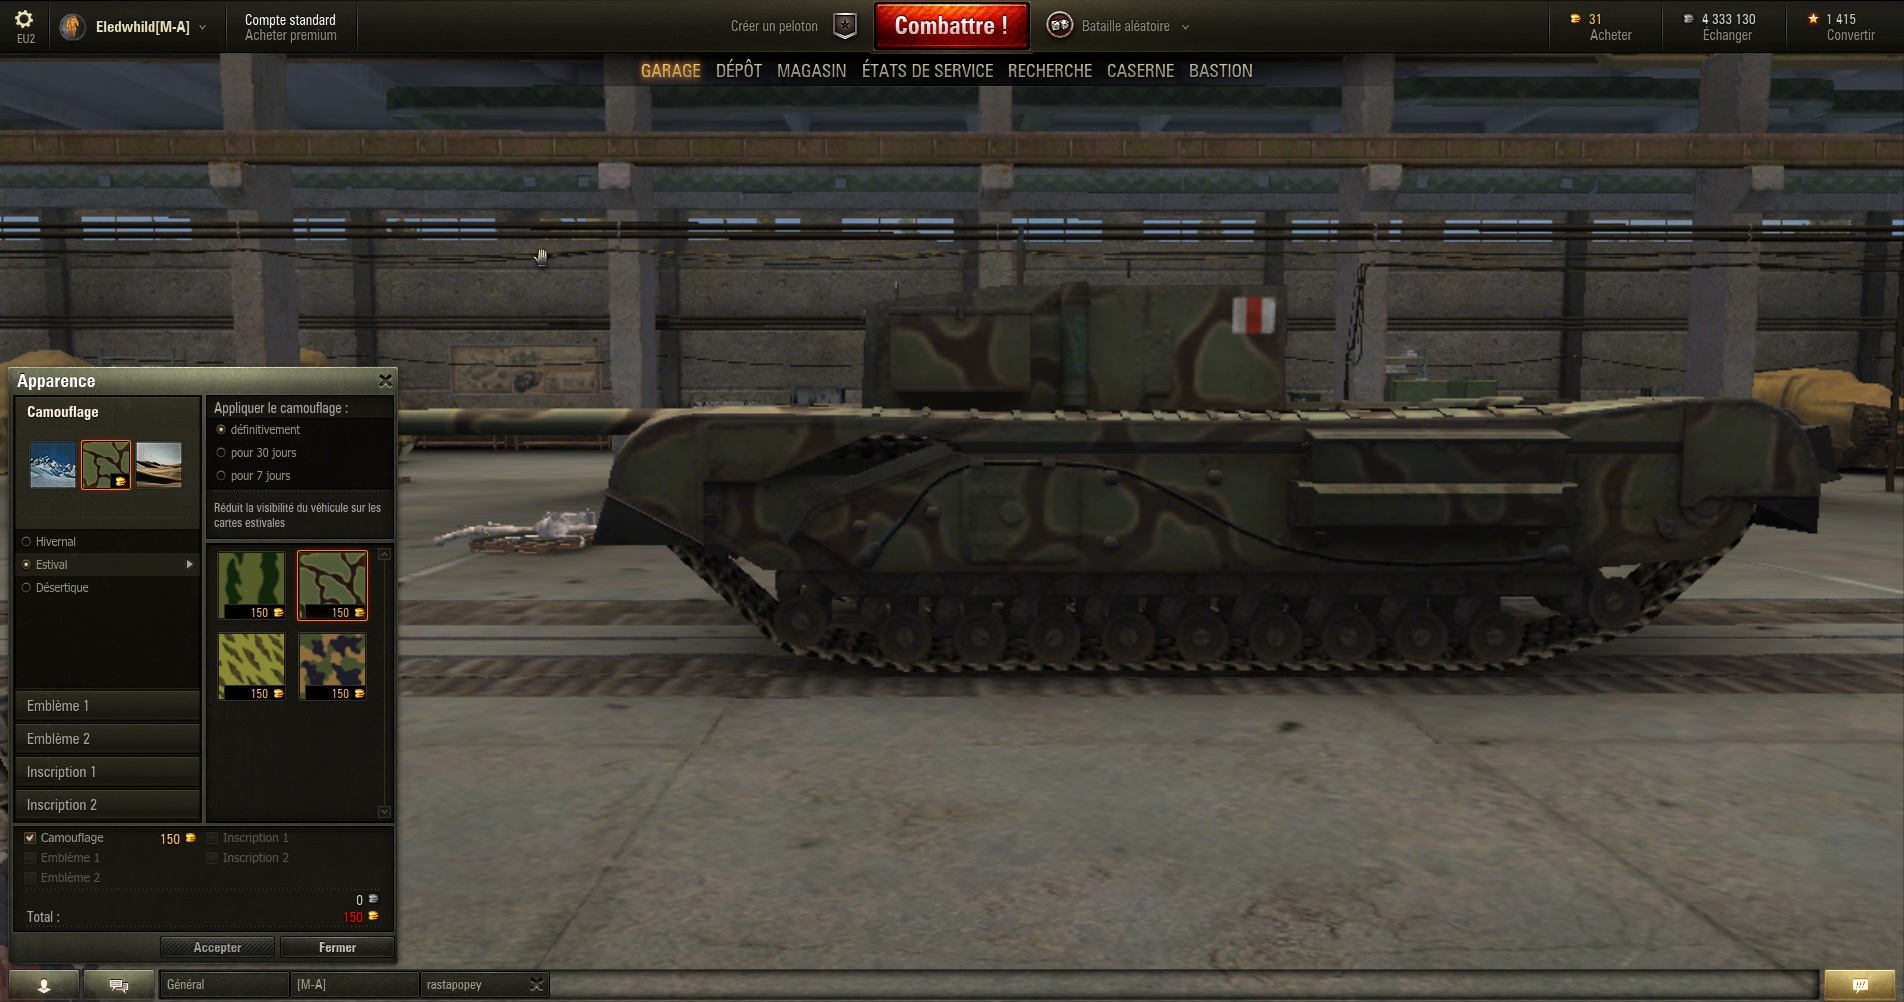 EU2
Eledwhild[M-A]
Compte standard
Acheter premium
Créer un peloton
Combattre !
Bataille aléatoire
31
Acheter
4 333 130
Échanger
1 415
Convertir
GARAGE DÉPÔT MAGASIN ÉTATS DE SERVICE RECHERCHE CASERNE BASTION
Apparence
Camouflage
Hivernal
Estival
Désertique
Emblème 1
Emblème 2
Inscription 1
Inscription 2
Appliquer le camouflage :
définitivement
pour 30 jours
pour 7 jours
Réduit la visibilité du véhicule sur les
cartes estivales
150
150
150
150
Camouflage 150
Emblème 1
Emblème 2
Inscription 1
Inscription 2
0
Total : 150
Accepter
Fermer
Général
[M-A]
rastapopey